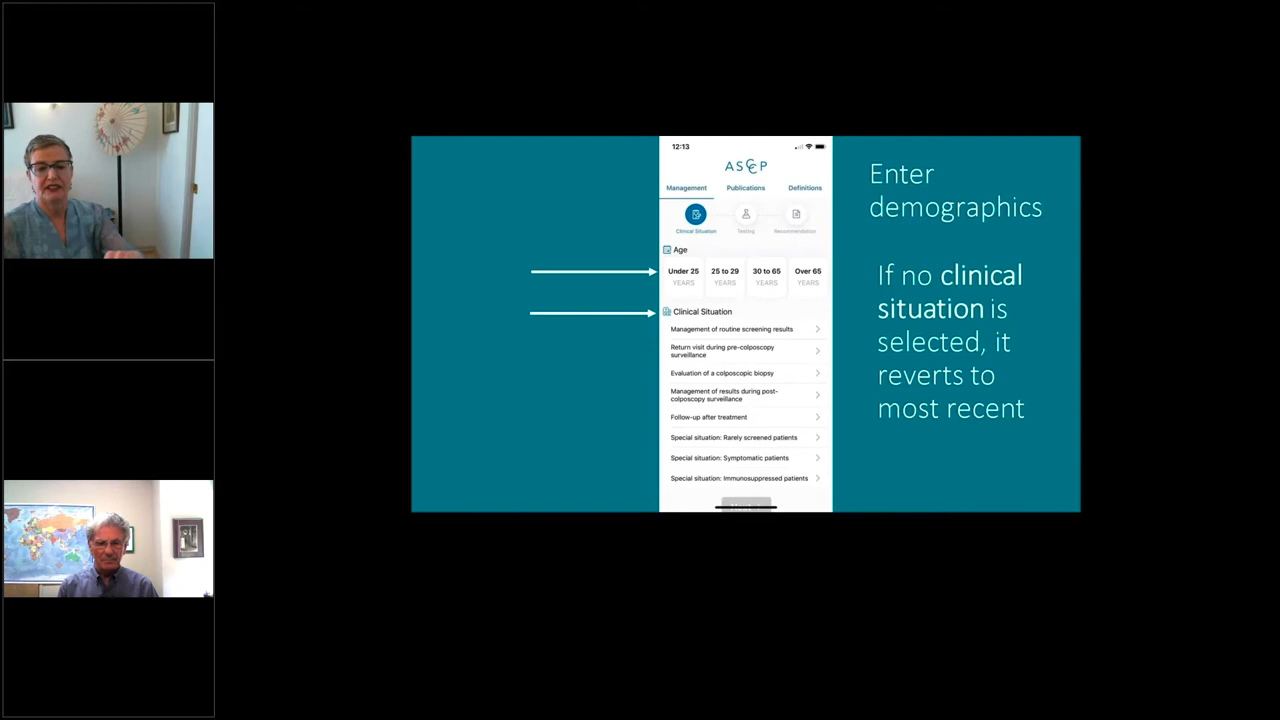 12:13
ASCCP
Management Publications Definitions
Clinical Situation Testing Recommendation
Age
Under 25 25 to 29 30 to 65 Over 65
YEARS YEARS YEARS YEARS
Clinical Situation
Management of routine screening results
Return visit during pre-colposcopy
surveillance
Evaluation of a colposcopic biopsy
Management of results during post-
colposcopy surveillance
Follow-up after treatment
Special situation: Rarely screened patients
Special situation: Symptomatic patients
Special situation: Immunosuppressed patients
Enter
demographics
If no clinical
situation is
selected, it
reverts to
most recent